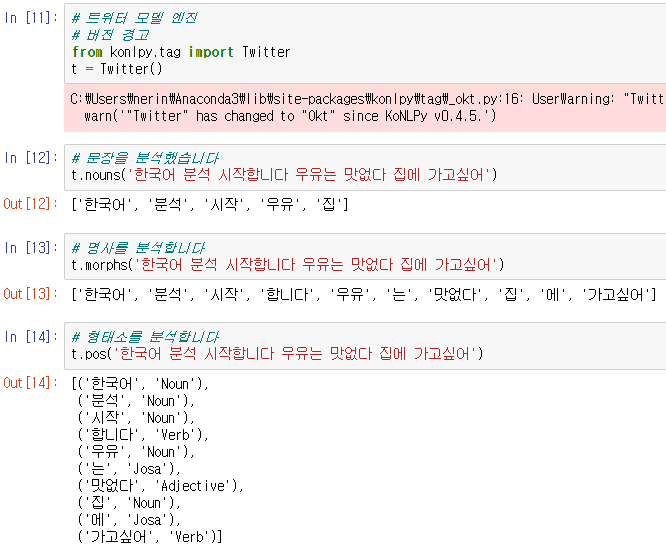 In [11]: # 트위터 모델 엔진
# 버전 경고
from konlpy.tag import Twitter
t = Twitter()
C:\Users\nerin\Anaconda3\lib\site-packages\konlpy\tag\_okt.py:16: UserWarning: "Twitt
warn('"Twitter" has changed to "Okt" since KoNLPy v0.4.5.')
In [12]: # 문장을 분석했습니다
t.nouns('한국어 분석 시작합니다 우유는 맛없다 집에 가고싶어')
Out[12]: ['한국어', '분석', '시작', '우유', '집']
In [13]: # 명사를 분석합니다
t.morphs('한국어 분석 시작합니다 우유는 맛없다 집에 가고싶어')
Out[13]: ['한국어', '분석', '시작', '합니다', '우유', '는', '맛없다', '집', '에', '가고싶어']
In [14]: # 형태소를 분석합니다
t.pos('한국어 분석 시작합니다 우유는 맛없다 집에 가고싶어')
Out[14]: [('한국어', 'Noun'),
('분석', 'Noun'),
('시작', 'Noun'),
('합니다', 'Verb'),
('우유', 'Noun'),
('는', 'Josa'),
('맛없다', 'Adjective'),
('집', 'Noun'),
('에', 'Josa'),
('가고싶어', 'Verb')]